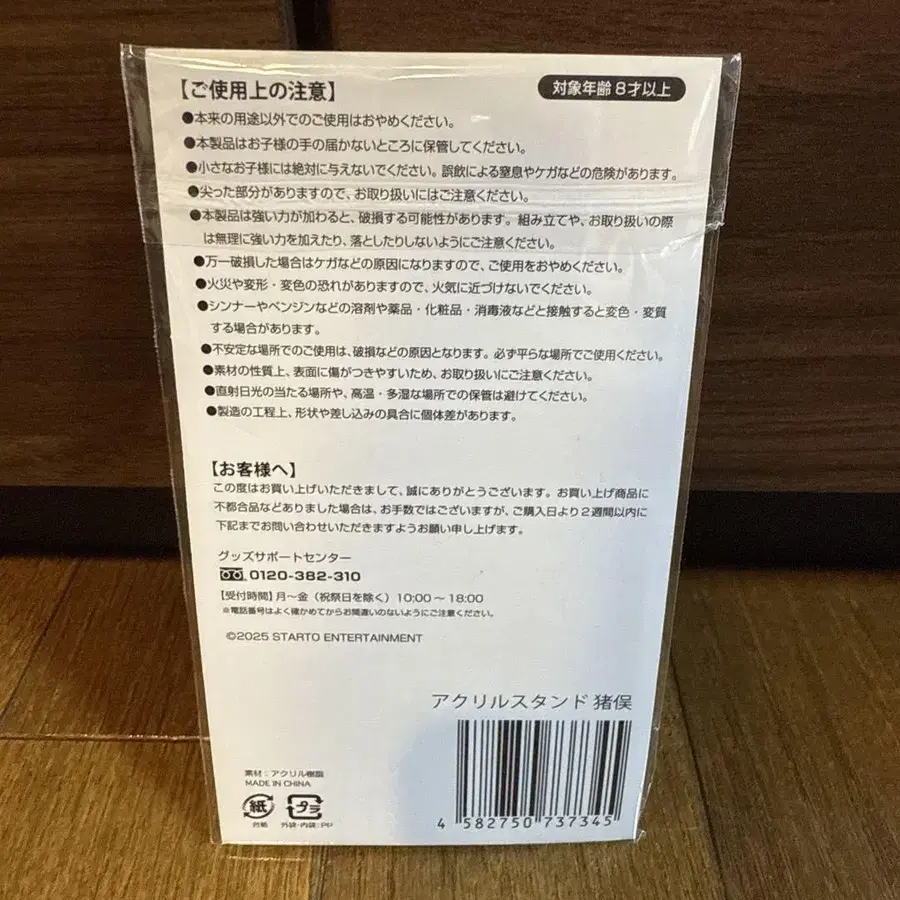 【ご使用上の注意】
対象年齢 8才以上
●本来の用途以外でのご使用はおやめください。
●本製品はお子様の手の届かないところに保管してください。
●小さなお子様には絶対に与えないでください。誤飲による窒息やケガなどの危険があります。
●尖った部分がありますので、お取り扱いにはご注意ください。
●本製品は強い力が加わると、破損する可能性があります。組み立てや、お取り扱いの際
は無理に強い力を加えたり、落としたりしないようにご注意ください。
●万一破損した場合はケガなどの原因になりますので、ご使用をおやめください。
●火災や変形・変色の恐れがありますので、火気に近づけないでください。
●シンナーやベンジンなどの溶剤や薬品・化粧品・消毒液などと接触すると変色・変質
する場合があります。
●不安定な場所でのご使用は、破損などの原因となります。必ず平らな場所でご使用ください。
●素材の性質上、表面に傷がつきやすいため、お取り扱いにご注意ください。
●直射日光の当たる場所や、高温・多湿な場所での保管は避けてください。
●製造の工程上、形状や差し込みの具合に個体差があります。
【お客様へ】
この度はお買い上げいただきまして、誠にありがとうございます。お買い上げ商品に
不都合品などありました場合は、お手数ではございますが、ご購入日より2週間以内に
下記までお問い合わせいただきますようお願い申し上げます。
グッズサポートセンター
0120-382-310
【受付時間】月〜金（祝祭日を除く）10:00〜18:00
※電話番号はよく確かめてからお間違いのないようにご注意ください。
©2025 STARTO ENTERTAINMENT
アクリルスタンド 猪俣
素材：アクリル樹脂
MADE IN CHINA
紙 プラ
台紙 外袋・内袋:PP
4 582750 737345